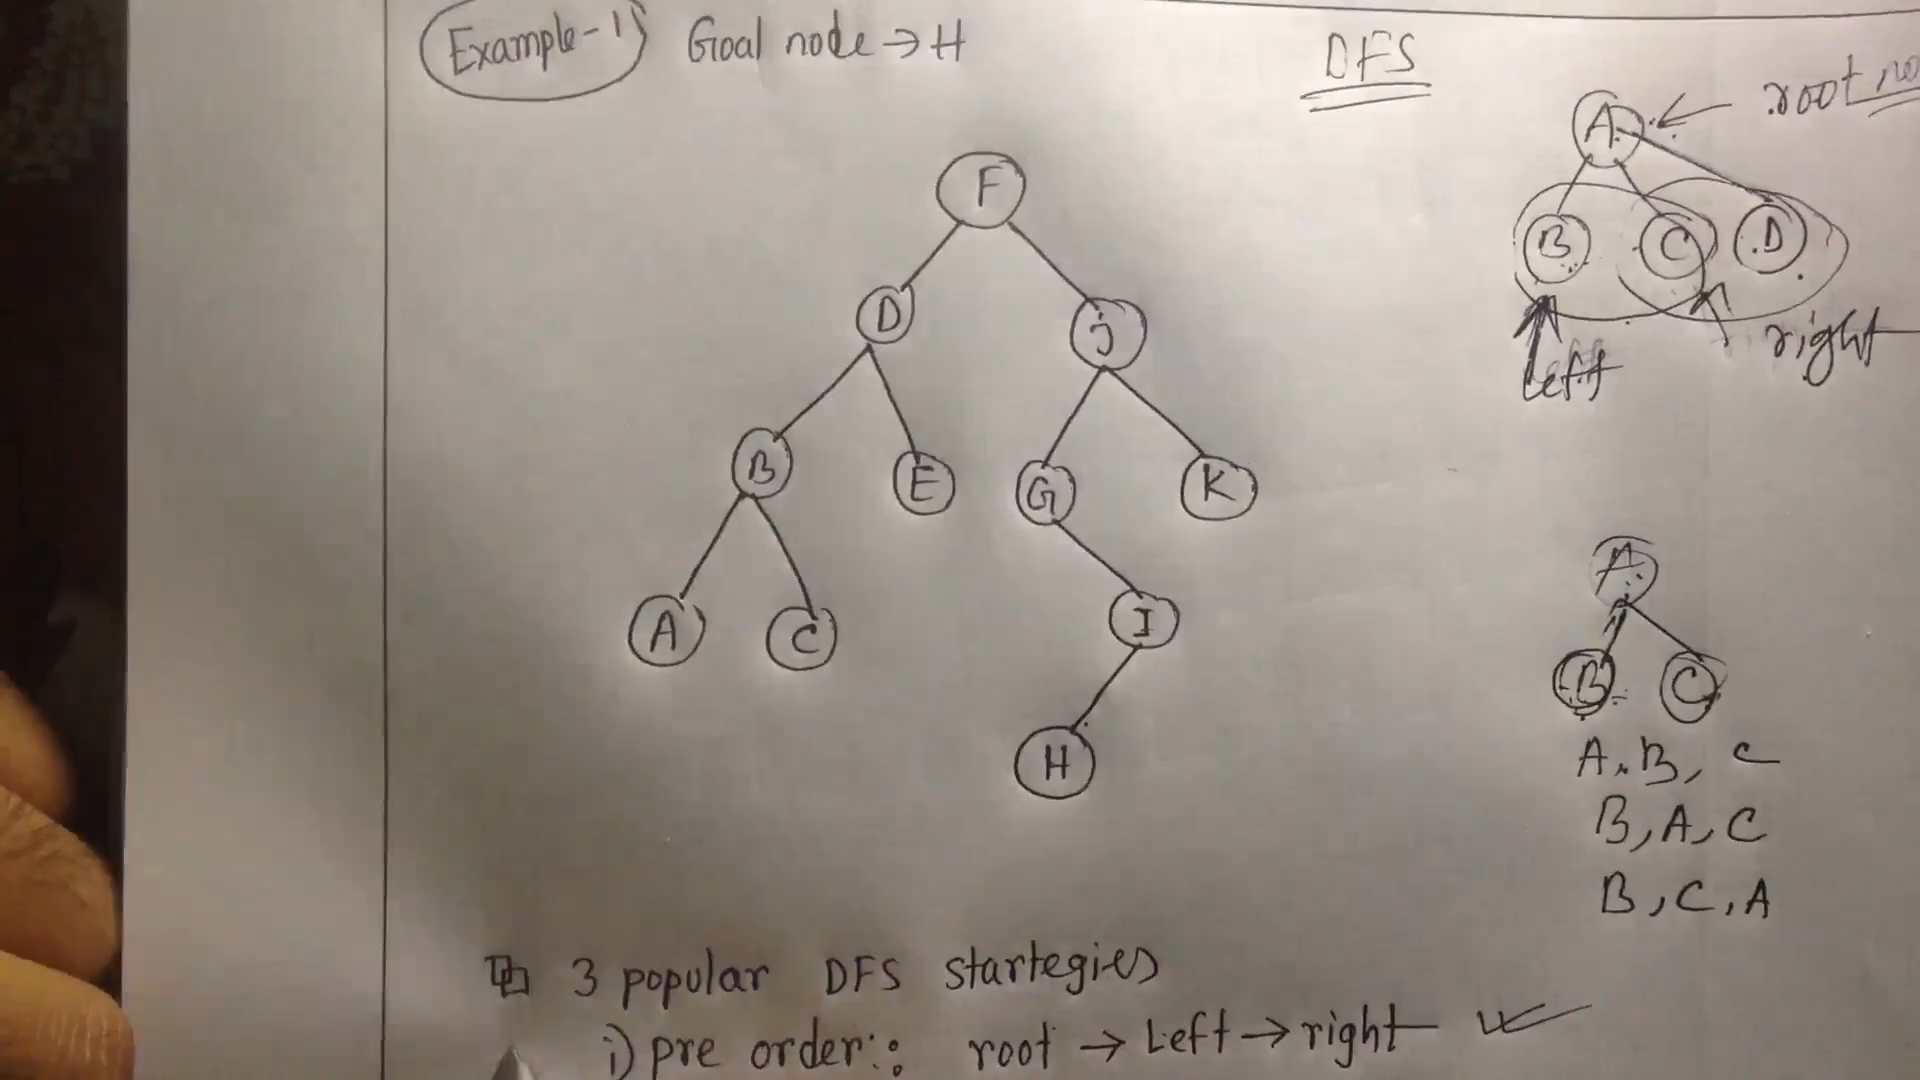 Example-1 Goal node → H
DFS
A ← root no
B C D
left right
F
D J
B E G K
A C I
H
A
B C
A, B, C
B, A, C
B, C, A
3 popular DFS startegies
i) pre order: root → Left → right